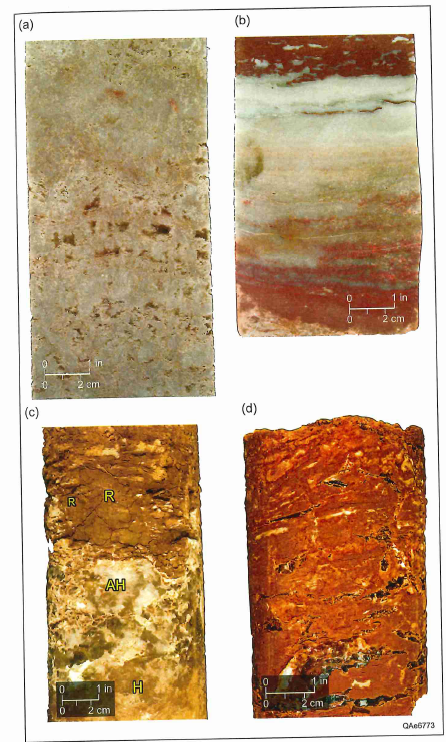 (a)
(b)
0 1 in
0 2 cm
0 1 in
0 2 cm
(c)
(d)
R R
AH
H
0 1 in
0 2 cm
0 1 in
0 2 cm
QAe6773